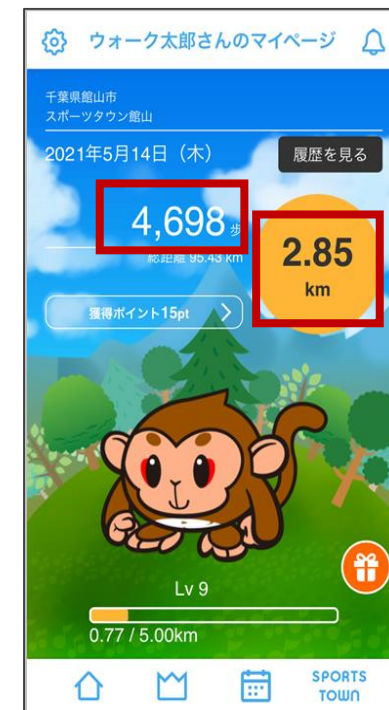 ウォーク太郎さんのマイページ
千葉県館山市
スポーツタウン館山
2021年5月14日（木）
履歴を見る
4,698 歩
総距離 95.43 km
2.85
km
獲得ポイント15pt
Lv 9
0.77 / 5.00km
SPORTS
TOWN